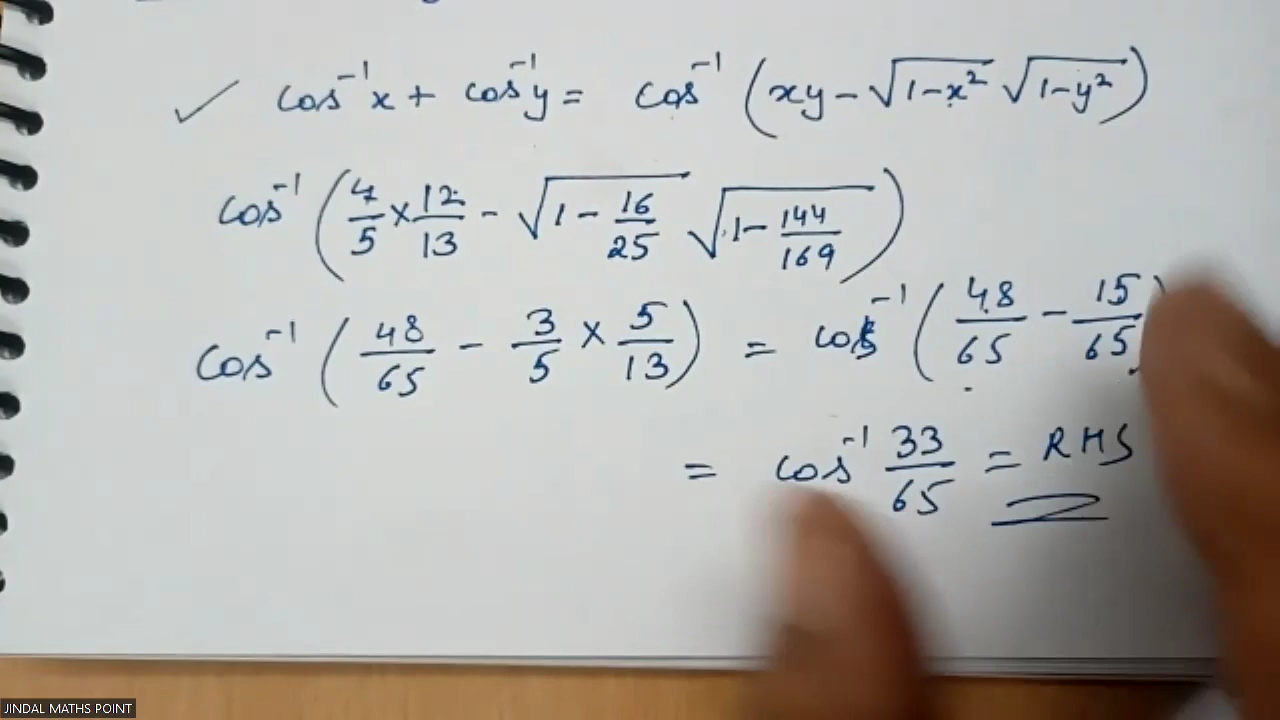 ✓ cos⁻¹x + cos⁻¹y = cos⁻¹(xy − √(1−x²) √(1−y²))
cos⁻¹(4/5 × 12/13 − √(1 − 16/25) √(1 − 144/169))
cos⁻¹(48/65 − 3/5 × 5/13) = cos⁻¹(48/65 − 15/65)
= cos⁻¹ 33/65 = RHS
JINDAL MATHS POINT